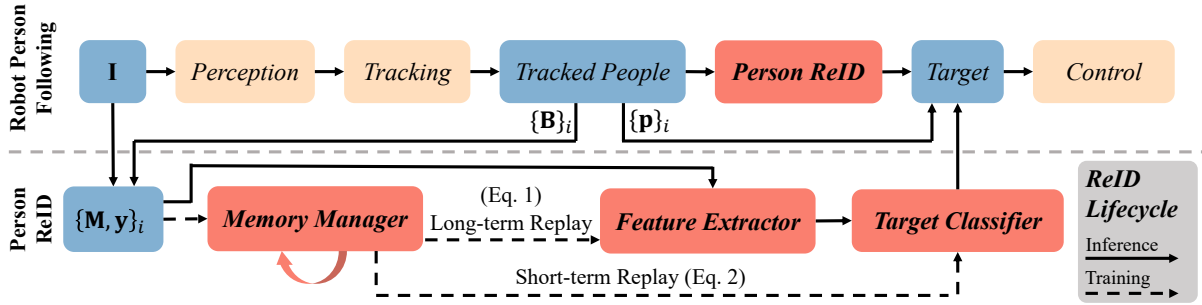 Robot Person
Following
I
Perception
Tracking
Tracked People
Person ReID
Target
Control
{B}i
{p}i
Person
ReID
{M, y}i
Memory Manager
(Eq. 1)
Long-term Replay
Feature Extractor
Target Classifier
Short-term Replay (Eq. 2)
ReID
Lifecycle
Inference
Training